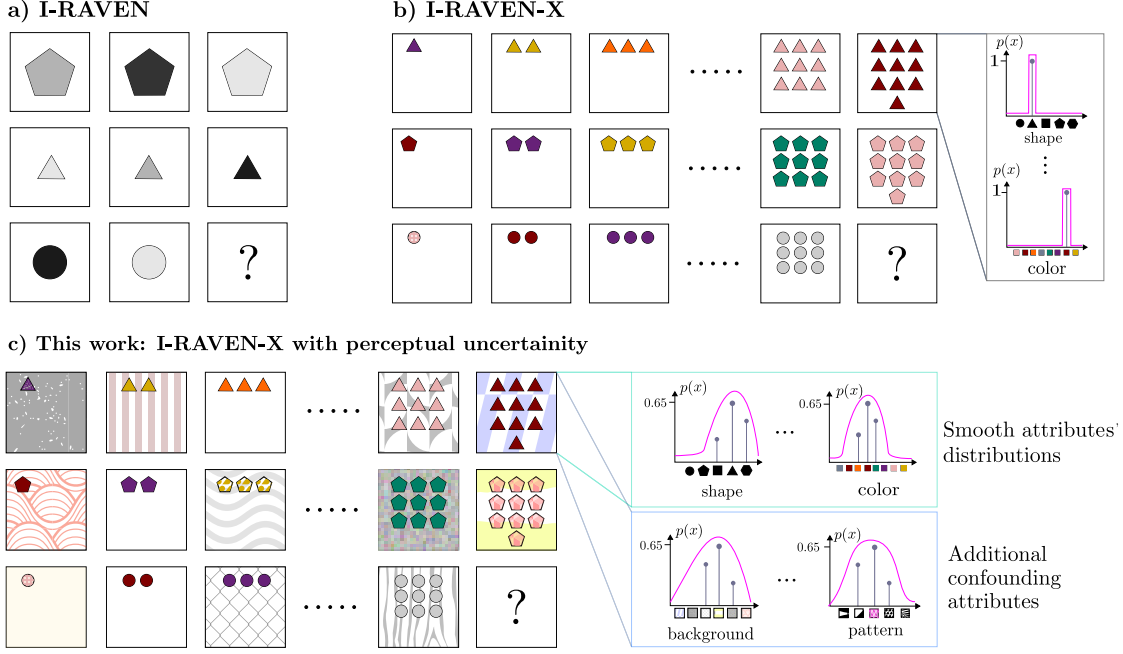 a) I-RAVEN
b) I-RAVEN-X
?
?
p(x)
1
shape
p(x)
1
color
c) This work: I-RAVEN-X with perceptual uncertainity
?
p(x)
0.65
shape
...
p(x)
0.65
color
Smooth attributes'
distributions
p(x)
0.65
background
...
p(x)
0.65
pattern
Additional
confounding
attributes